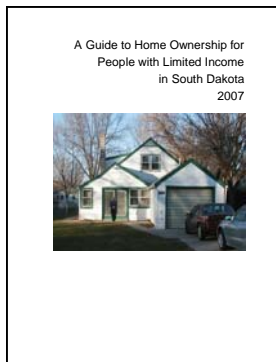 A Guide to Home Ownership for
People with Limited Income
in South Dakota
2007